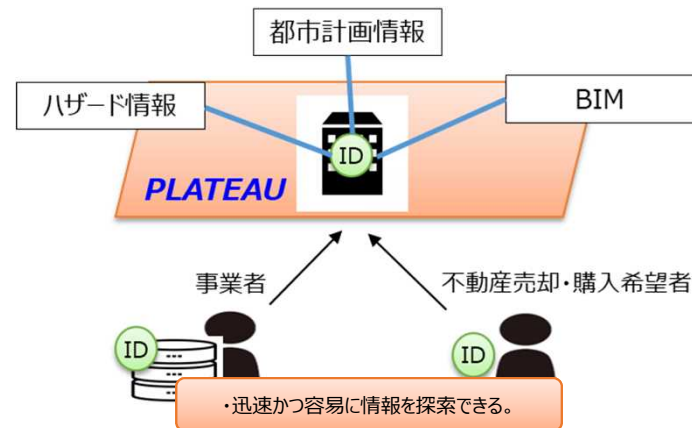 都市計画情報
ハザード情報
BIM
ID
PLATEAU
事業者
不動産売却・購入希望者
ID
ID
・迅速かつ容易に情報を探索できる。